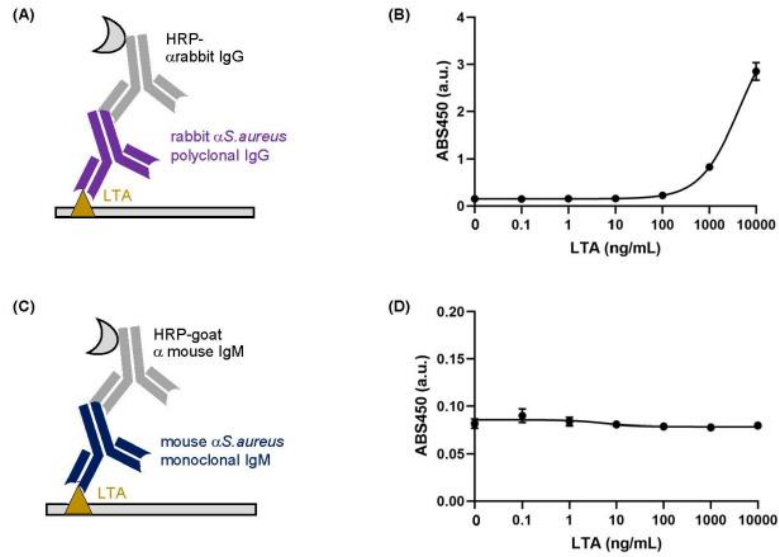 (A)
HRP-
αrabbit IgG
rabbit αS.aureus
polyclonal IgG
LTA
(B)
ABS450 (a.u.)
4
3
2
1
0
0 0.1 1 10 100 1000 10000
LTA (ng/mL)
(C)
HRP-goat
α mouse IgM
mouse αS.aureus
monoclonal IgM
LTA
(D)
ABS450 (a.u.)
0.20
0.15
0.10
0.05
0.00
0 0.1 1 10 100 1000 10000
LTA (ng/mL)